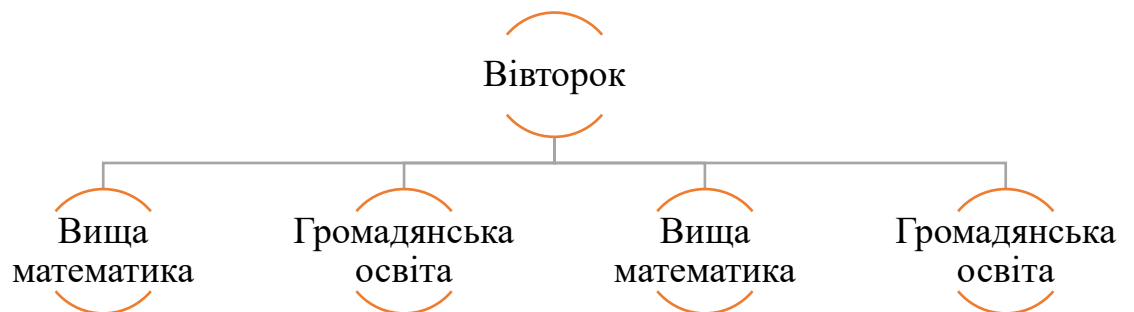 Вівторок
Вища
математика
Громадянська
освіта
Вища
математика
Громадянська
освіта